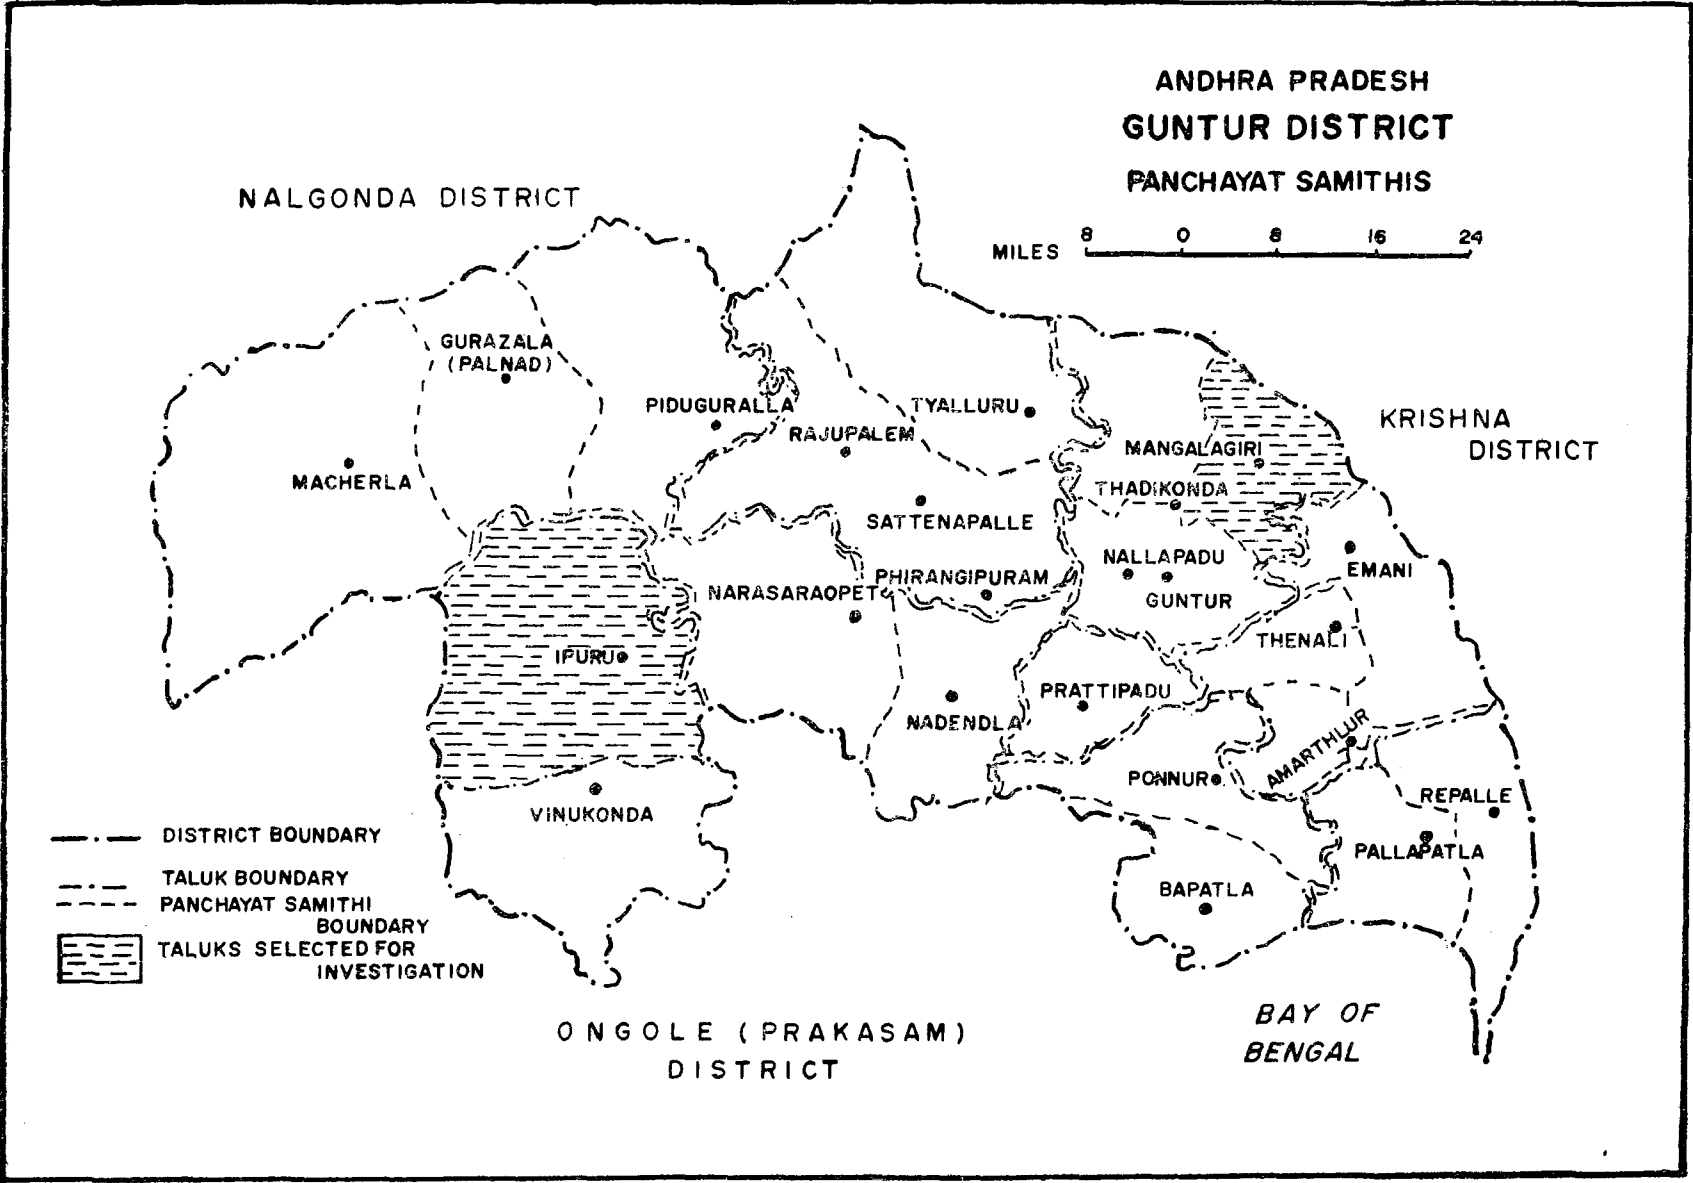 ANDHRA PRADESH
GUNTUR DISTRICT
PANCHAYAT SAMITHIS
MILES 8 0 8 16 24
NALGONDA DISTRICT
GURAZALA
(PALNAD)
PIDUGURALLA
TYALLURU
RAJUPALEM
KRISHNA
DISTRICT
MANGALAGIRI
MACHERLA
THADIKONDA
SATTENAPALLE
NALLAPADU
EMANI
PHIRANGIPURAM
NARASARAOPET
GUNTUR
THENALI
IPURU
PRATTIPADU
NADENDLA
AMARTHLUR
PONNUR
REPALLE
VINUKONDA
PALLAPATLA
BAPATLA
DISTRICT BOUNDARY
TALUK BOUNDARY
PANCHAYAT SAMITHI
BOUNDARY
TALUKS SELECTED FOR
INVESTIGATION
ONGOLE (PRAKASAM)
DISTRICT
BAY OF
BENGAL